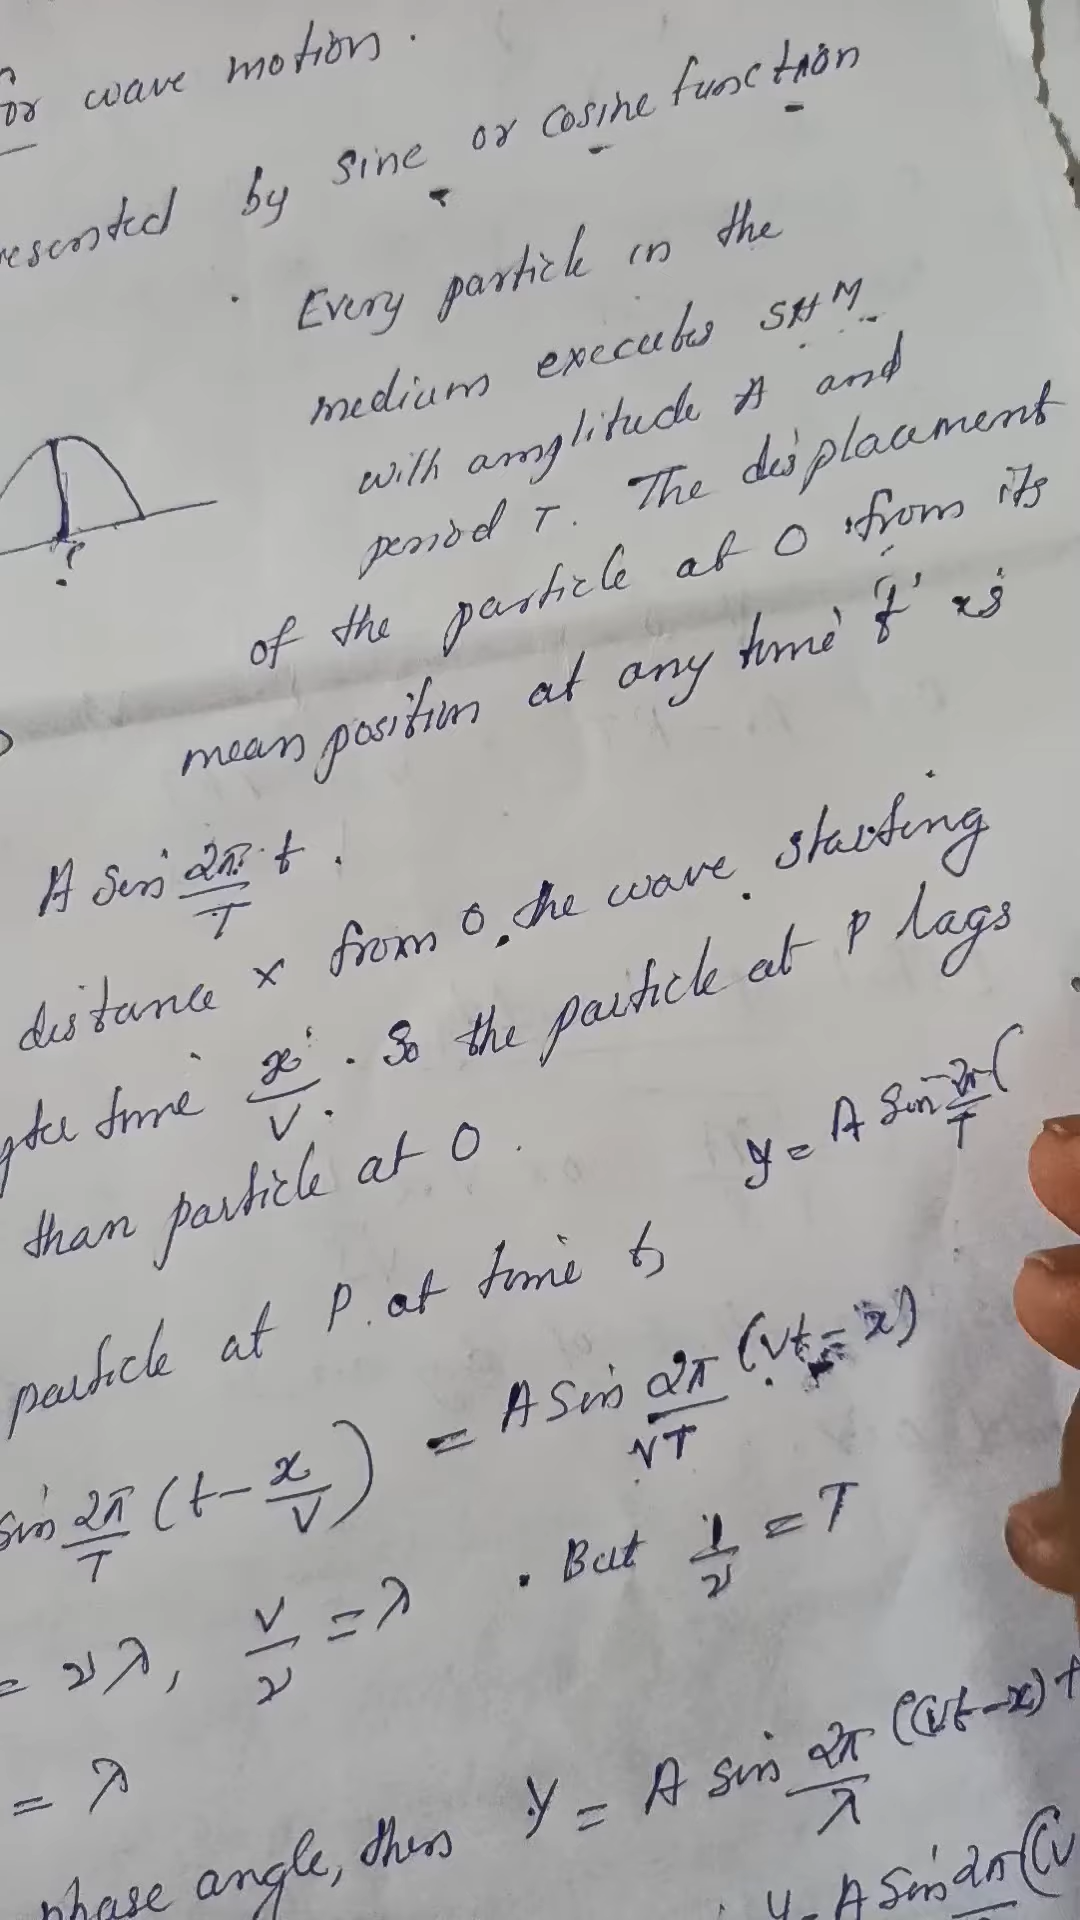 or wave motion.
by sine or cosine function
Every particle in the
medium executes SHM
with amplitude A and
period T. The displacement
of the particle at O from its
mean position at any time 't' is
A Sin 2π/T t.
distance x from O, the wave starting
time x/V. So the particle at P lags
than particle at O.
y = A Sin 2π/T (
particle at P. at time t,
sin 2π/T (t - x/V) = A Sin 2π/VT (Vt - x)
= νλ, V/ν = λ . But 1/ν = T
= λ
phase angle, then y = A sin 2π/λ ((Vt - x) +
y = A Sin 2π (V